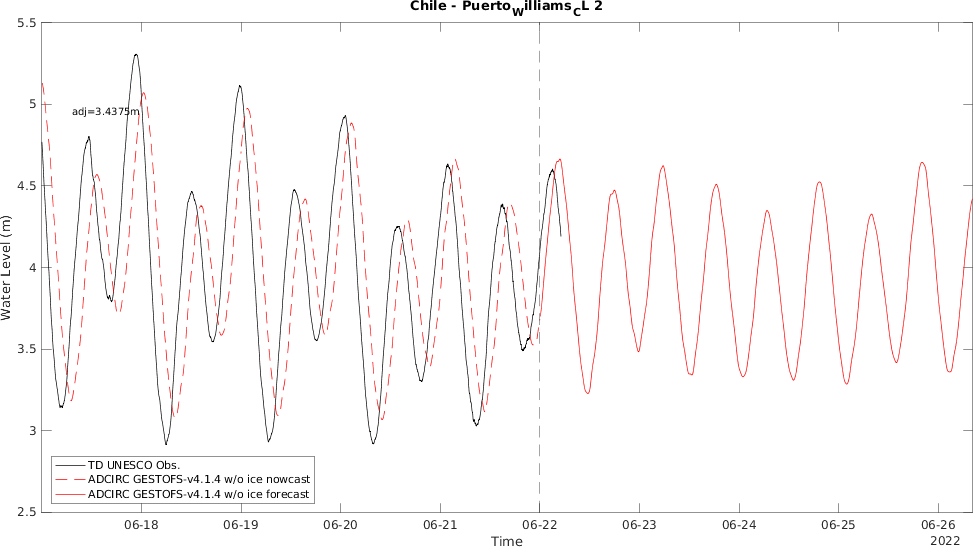 Chile - PuertoWilliamsCL 2
5.5
5
4.5
4
3.5
3
2.5
Water Level (m)
adj=3.4375m
TD UNESCO Obs.
ADCIRC GESTOFS-v4.1.4 w/o ice nowcast
ADCIRC GESTOFS-v4.1.4 w/o ice forecast
06-18 06-19 06-20 06-21 06-22 06-23 06-24 06-25 06-26
Time
2022